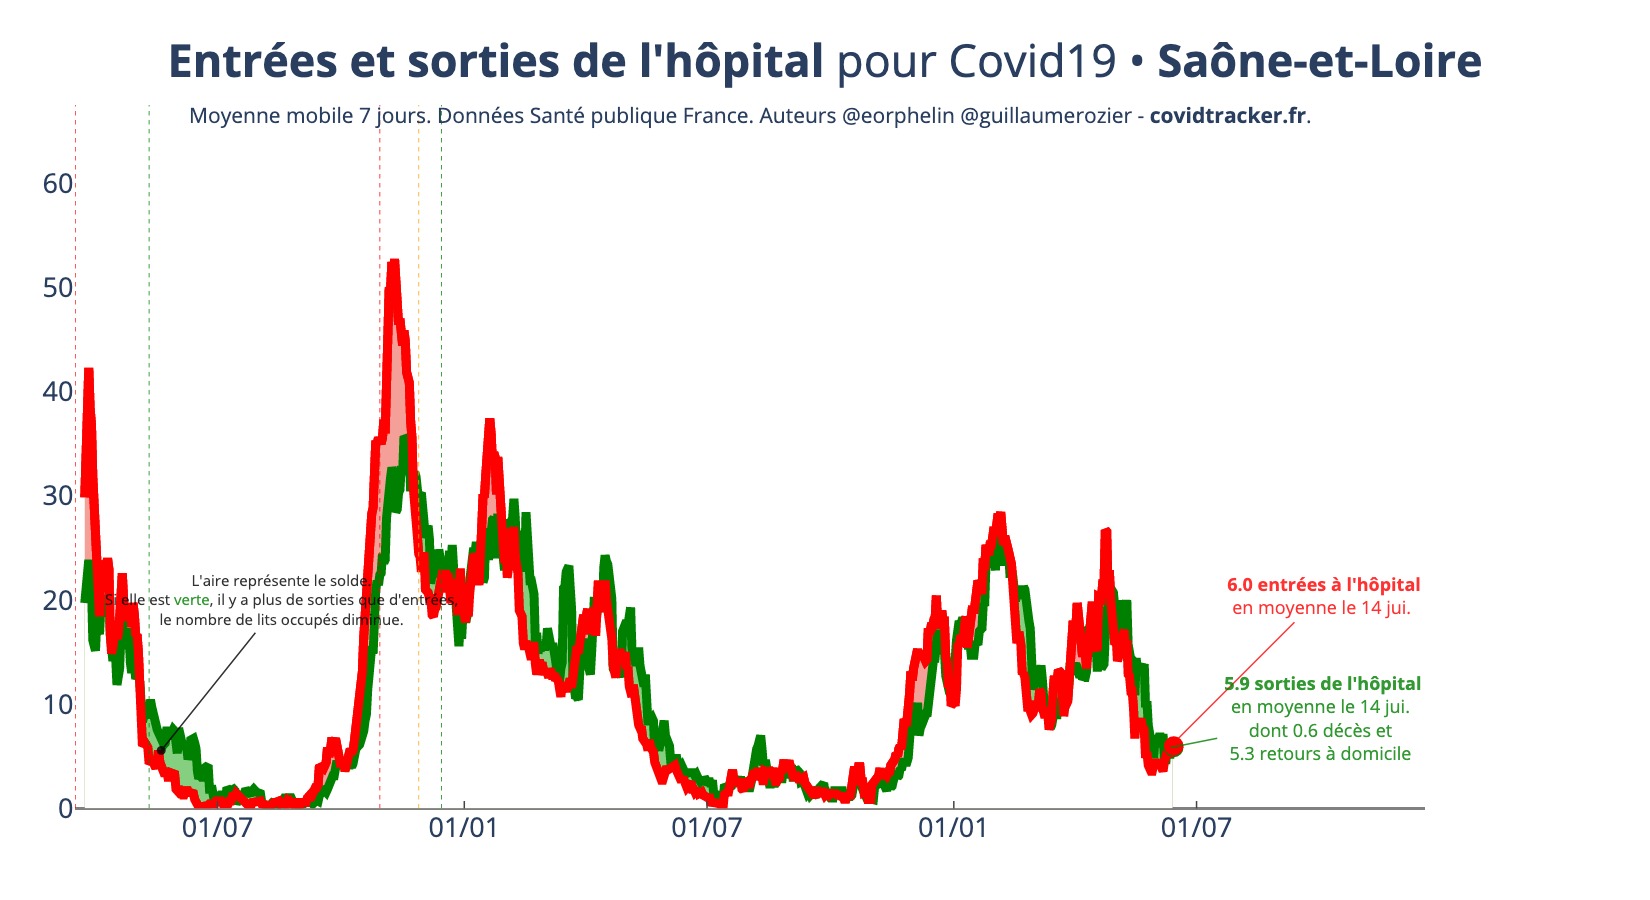 Entrées et sorties de l'hôpital pour Covid19 • Saône-et-Loire
Moyenne mobile 7 jours. Données Santé publique France. Auteurs @eorphelin @guillaumerozier - covidtracker.fr.
60
50
40
30
20
10
0
L'aire représente le solde.
Si elle est verte, il y a plus de sorties que d'entrées,
le nombre de lits occupés diminue.
6.0 entrées à l'hôpital
en moyenne le 14 jui.
5.9 sorties de l'hôpital
en moyenne le 14 jui.
dont 0.6 décès et
5.3 retours à domicile
01/07
01/01
01/07
01/01
01/07